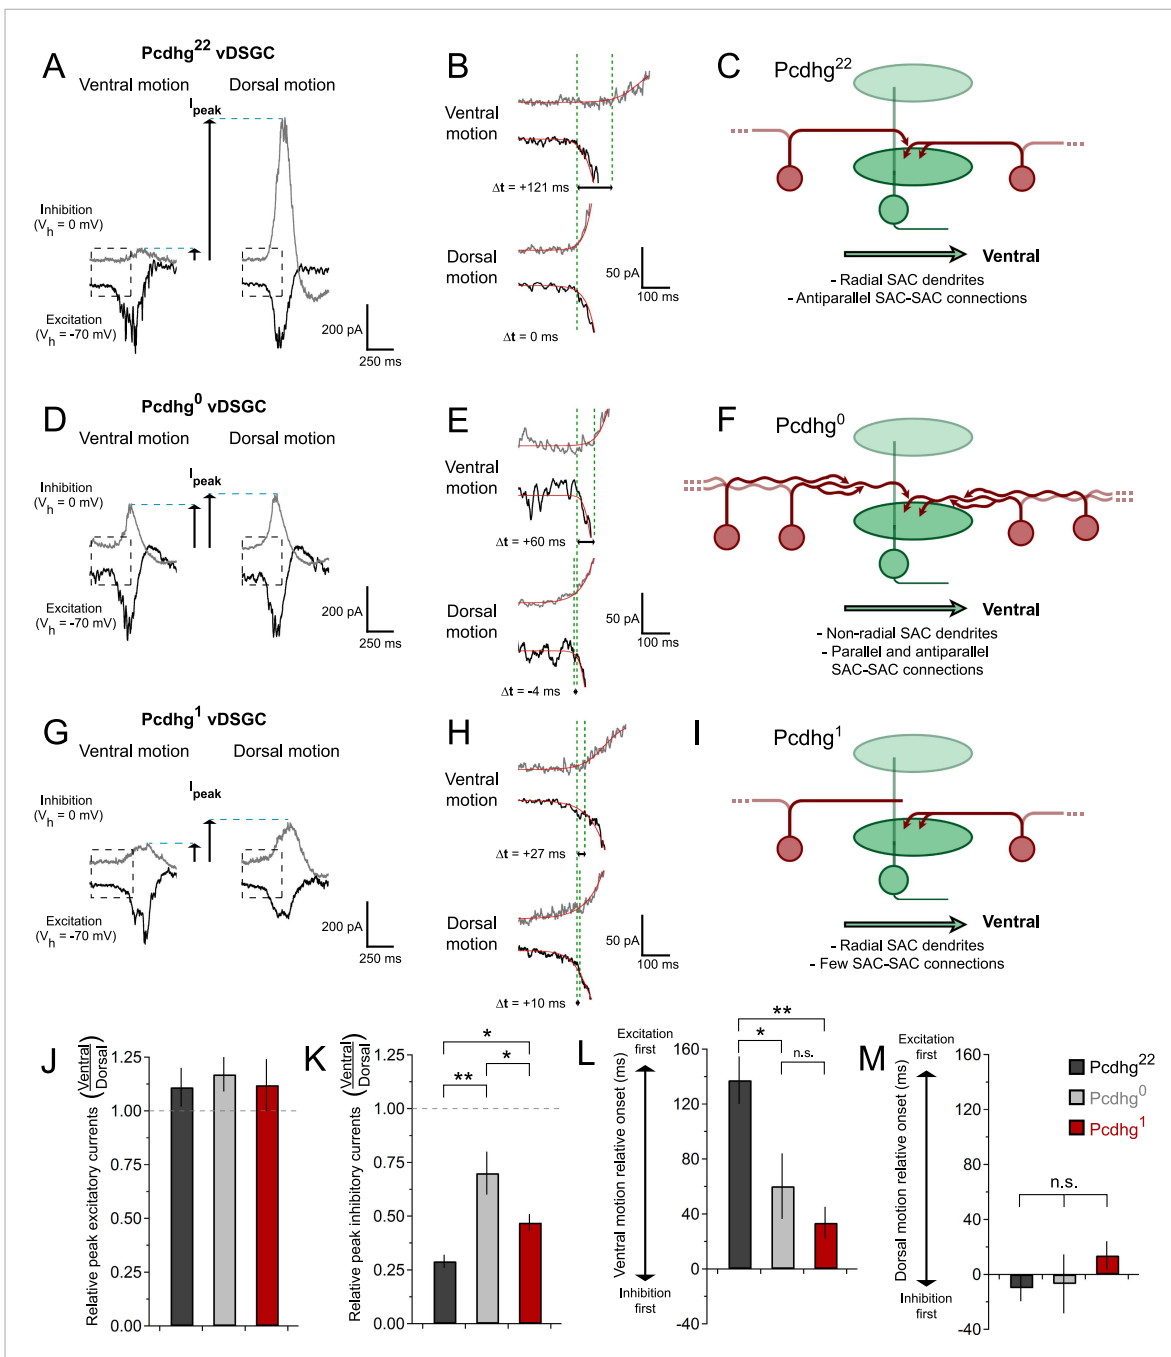 A
Pcdhg22 vDSGC
Ventral motion
Dorsal motion
Ipeak
Inhibition
(Vh = 0 mV)
Excitation
(Vh = -70 mV)
200 pA
250 ms
B
Ventral
motion
Δt = +121 ms
Dorsal
motion
Δt = 0 ms
50 pA
100 ms
C
Pcdhg22
Ventral
- Radial SAC dendrites
- Antiparallel SAC-SAC connections
D
Pcdhg0 vDSGC
Ventral motion
Dorsal motion
Ipeak
Inhibition
(Vh = 0 mV)
Excitation
(Vh = -70 mV)
200 pA
250 ms
E
Ventral
motion
Δt = +60 ms
Dorsal
motion
Δt = -4 ms
50 pA
100 ms
F
Pcdhg0
Ventral
- Non-radial SAC dendrites
- Parallel and antiparallel
SAC-SAC connections
G
Pcdhg1 vDSGC
Ventral motion
Dorsal motion
Ipeak
Inhibition
(Vh = 0 mV)
Excitation
(Vh = -70 mV)
200 pA
250 ms
H
Ventral
motion
Δt = +27 ms
Dorsal
motion
Δt = +10 ms
50 pA
100 ms
I
Pcdhg1
Ventral
- Radial SAC dendrites
- Few SAC-SAC connections
J
Relative peak excitatory currents (Ventral/Dorsal)
1.25
1.00
0.75
0.50
0.25
0.00
K
Relative peak inhibitory currents (Ventral/Dorsal)
1.25
1.00
0.75
0.50
0.25
0.00
*
*
**
L
Excitation
first
Ventral motion relative onset (ms)
Inhibition
first
160
120
80
40
0
-40
**
*
n.s.
M
Excitation
first
Dorsal motion relative onset (ms)
Inhibition
first
160
120
80
40
0
-40
n.s.
Pcdhg22
Pcdhg0
Pcdhg1